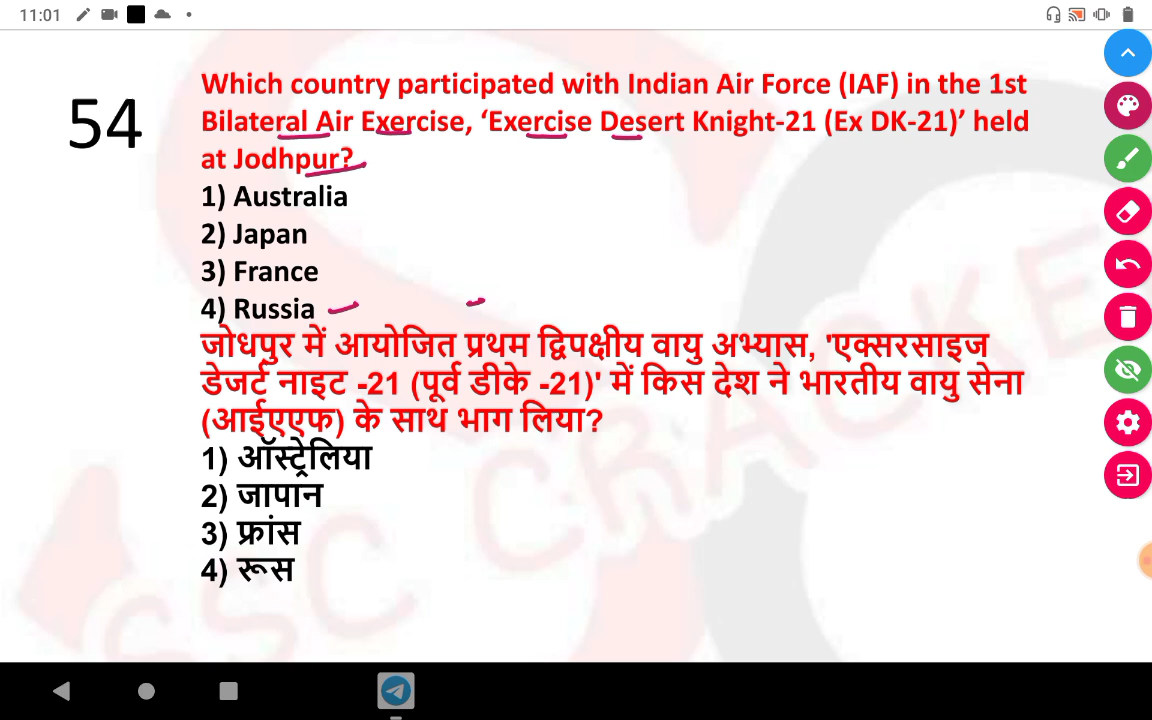 11:01
54
Which country participated with Indian Air Force (IAF) in the 1st
Bilateral Air Exercise, ‘Exercise Desert Knight-21 (Ex DK-21)’ held
at Jodhpur?
1) Australia
2) Japan
3) France
4) Russia
जोधपुर में आयोजित प्रथम द्विपक्षीय वायु अभ्यास, 'एक्सरसाइज
डेजर्ट नाइट -21 (पूर्व डीके -21)' में किस देश ने भारतीय वायु सेना
(आईएएफ) के साथ भाग लिया?
1) ऑस्ट्रेलिया
2) जापान
3) फ्रांस
4) रूस
SSC CRACKE